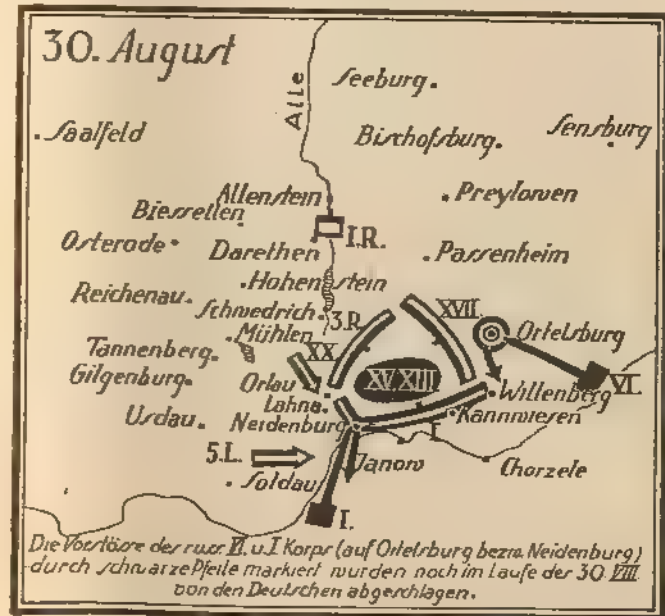 30. August
Alle
Seeburg.
.Saalfeld
Bischofsburg.
Sensburg
Allenstein
.Preylowen
Biessellen
I.R.
Osterode.
Darethen
.Passenheim
.Hohenstein
Reichenau.
Schwedrich.
3.R.
XVII.
Mühlen
Ortelsburg
Tannenberg.
XX.
XV. XIII.
VI.
Gilgenburg.
Orlau
Willenberg
Lahna.
Kannwiesen
Usdau.
Neidenburg
I.
5.L.
Janow
Chorzele
.Soldau
I.
Die Vorstösse des russ. VI. u. I Korps (auf Ortelsburg bezw. Neidenburg)
durch schwarze Pfeile markiert wurden noch im Laufe des 30. VIII.
von den Deutschen abgeschlagen.